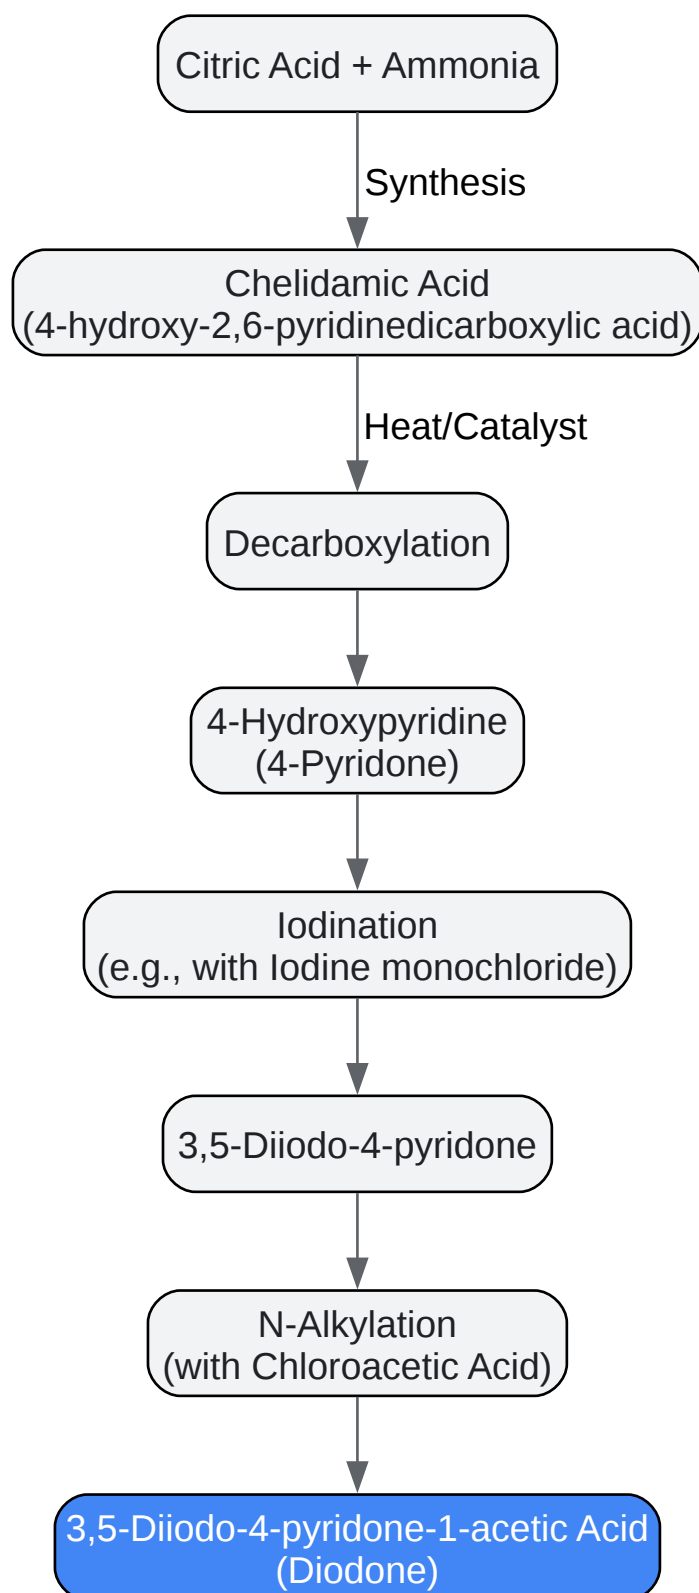 Citric Acid + Ammonia
Synthesis
Chelidamic Acid
(4-hydroxy-2,6-pyridinedicarboxylic acid)
Heat/Catalyst
Decarboxylation
4-Hydroxypyridine
(4-Pyridone)
Iodination
(e.g., with Iodine monochloride)
3,5-Diiodo-4-pyridone
N-Alkylation
(with Chloroacetic Acid)
3,5-Diiodo-4-pyridone-1-acetic Acid
(Diodone)